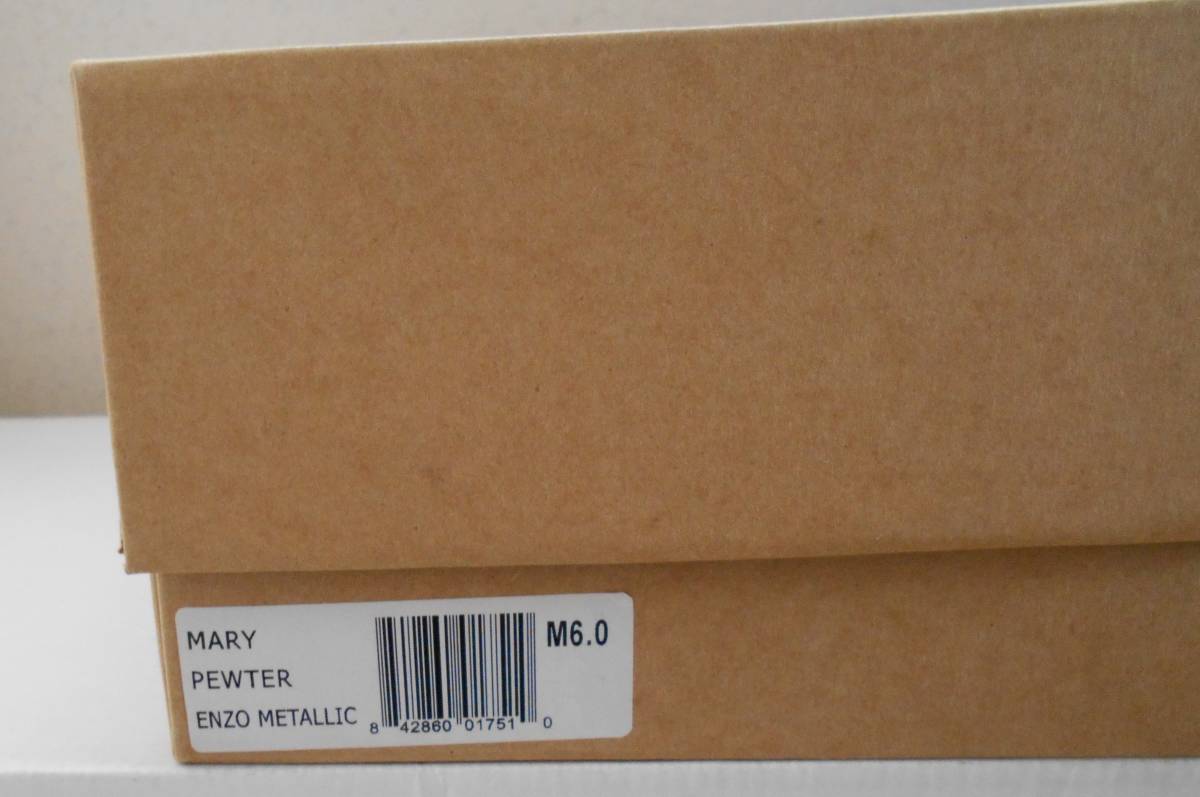 MARY
PEWTER
ENZO METALLIC
8 42860 01751 0
M6.0